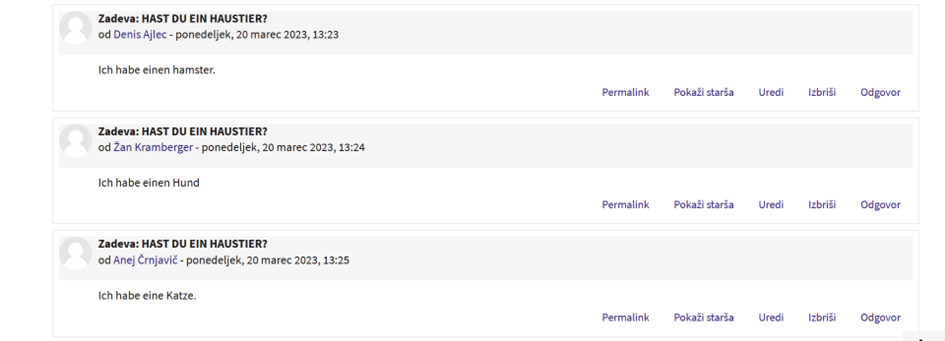 Zadeva: HAST DU EIN HAUSTIER?
od Denis Ajlec - ponedeljek, 20 marec 2023, 13:23
Ich habe einen hamster.
Permalink Pokaži starša Uredi Izbriši Odgovor
Zadeva: HAST DU EIN HAUSTIER?
od Žan Kramberger - ponedeljek, 20 marec 2023, 13:24
Ich habe einen Hund
Permalink Pokaži starša Uredi Izbriši Odgovor
Zadeva: HAST DU EIN HAUSTIER?
od Anej Črnjavič - ponedeljek, 20 marec 2023, 13:25
Ich habe eine Katze.
Permalink Pokaži starša Uredi Izbriši Odgovor